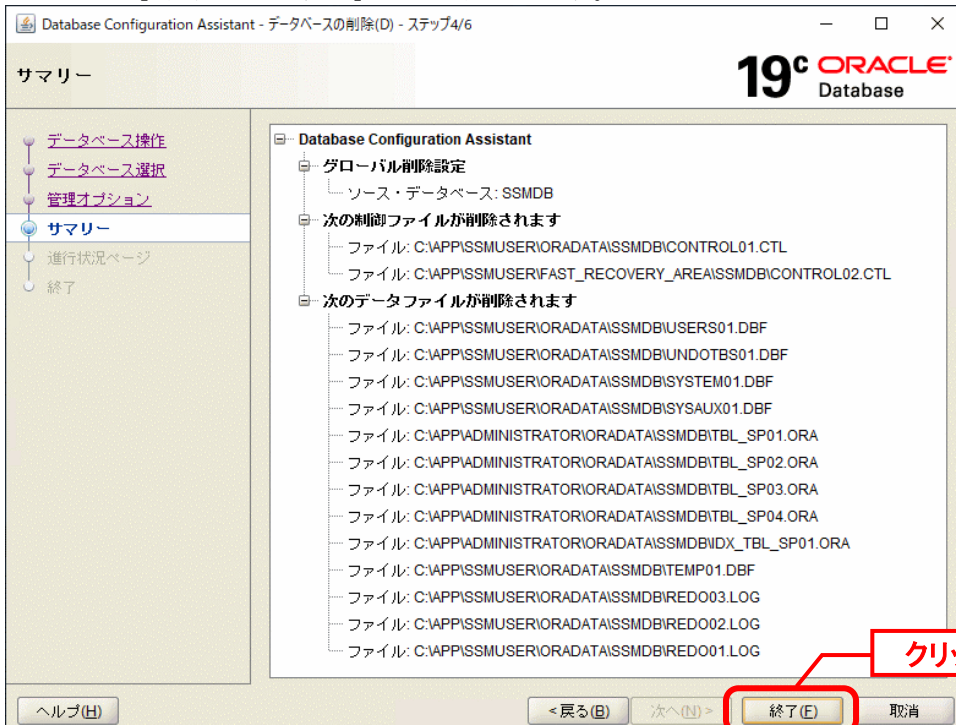 Database Configuration Assistant - データベースの削除(D) - ステップ4/6
サマリー
19c ORACLE
Database
データベース操作
データベース選択
管理オプション
サマリー
進行状況ページ
終了
Database Configuration Assistant
グローバル削除設定
ソース・データベース: SSMDB
次の制御ファイルが削除されます
ファイル: C:\APP\SSMUSER\ORADATA\SSMDB\CONTROL01.CTL
ファイル: C:\APP\SSMUSER\FAST_RECOVERY_AREA\SSMDB\CONTROL02.CTL
次のデータファイルが削除されます
ファイル: C:\APP\SSMUSER\ORADATA\SSMDB\USERS01.DBF
ファイル: C:\APP\SSMUSER\ORADATA\SSMDB\UNDOTBS01.DBF
ファイル: C:\APP\SSMUSER\ORADATA\SSMDB\SYSTEM01.DBF
ファイル: C:\APP\SSMUSER\ORADATA\SSMDB\SYSAUX01.DBF
ファイル: C:\APP\ADMINISTRATOR\ORADATA\SSMDB\TBL_SP01.ORA
ファイル: C:\APP\ADMINISTRATOR\ORADATA\SSMDB\TBL_SP02.ORA
ファイル: C:\APP\ADMINISTRATOR\ORADATA\SSMDB\TBL_SP03.ORA
ファイル: C:\APP\ADMINISTRATOR\ORADATA\SSMDB\TBL_SP04.ORA
ファイル: C:\APP\ADMINISTRATOR\ORADATA\SSMDB\IDX_TBL_SP01.ORA
ファイル: C:\APP\SSMUSER\ORADATA\SSMDB\TEMP01.DBF
ファイル: C:\APP\SSMUSER\ORADATA\SSMDB\REDO03.LOG
ファイル: C:\APP\SSMUSER\ORADATA\SSMDB\REDO02.LOG
ファイル: C:\APP\SSMUSER\ORADATA\SSMDB\REDO01.LOG
ヘルプ(H)
<戻る(B)
次へ(N)>
終了(F)
取消